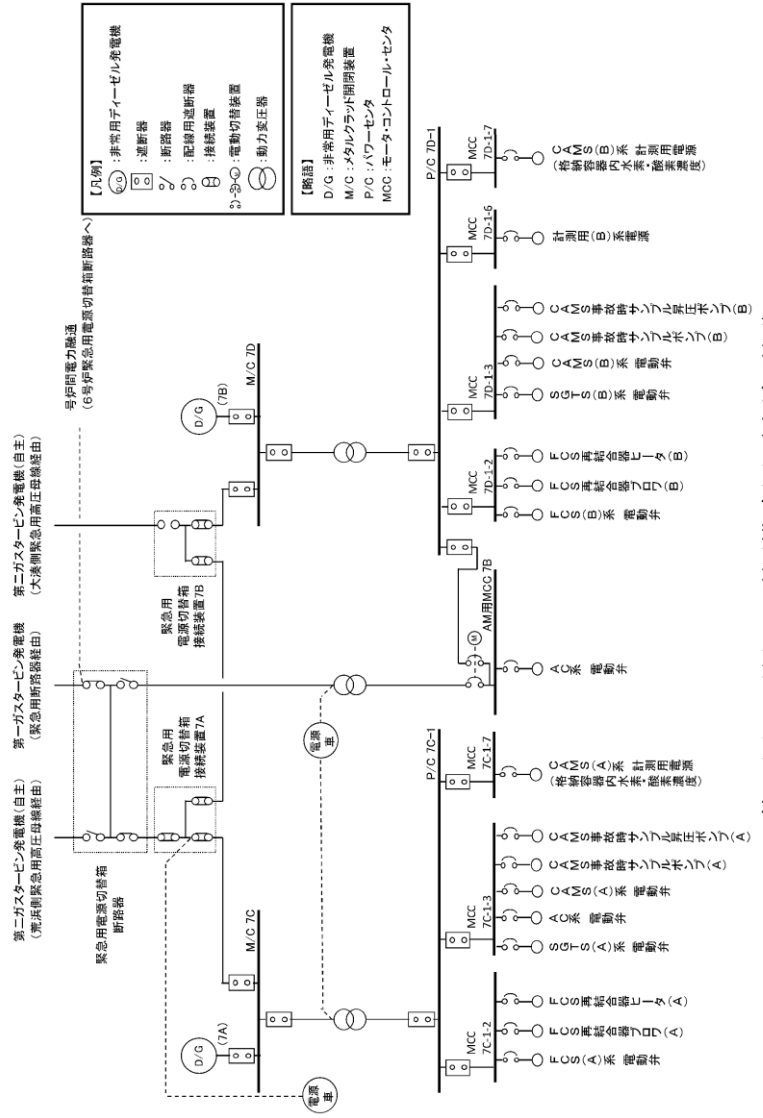 第二ガスタービン発電機(自主)
(荒浜側緊急用高圧母線経由)
第一ガスタービン発電機
(緊急用断路器経由)
第二ガスタービン発電機(自主)
(大湊側緊急用高圧母線経由)
号炉間電力融通
(6号炉緊急用電源切替箱断路器へ)
緊急用電源切替箱
断路器
緊急用
電源切替箱
接続装置7A
緊急用
電源切替箱
接続装置7B
電源
車
D/G
(7A)
M/C 7C
電源
車
D/G
(7B)
M/C 7D
P/C 7C-1
MCC
7C-1-2
FCS(A)系 電動弁
FCS再結合器ブロワ(A)
FCS再結合器ヒータ(A)
MCC
7C-1-3
SGTS(A)系 電動弁
AC系 電動弁
CAMS(A)系 電動弁
CAMS事故時サンプルポンプ(A)
CAMS事故時サンプル昇圧ポンプ(A)
MCC
7C-1-7
CAMS(A)系 計測用電源
(格納容器内水素・酸素濃度)
M
AM用MCC 7B
AC系 電動弁
P/C 7D-1
MCC
7D-1-2
FCS(B)系 電動弁
FCS再結合器ブロワ(B)
FCS再結合器ヒータ(B)
MCC
7D-1-3
SGTS(B)系 電動弁
CAMS(B)系 電動弁
CAMS事故時サンプルポンプ(B)
CAMS事故時サンプル昇圧ポンプ(B)
MCC
7D-1-6
計測用(B)系電源
MCC
7D-1-7
CAMS(B)系 計測用電源
(格納容器内水素・酸素濃度)
【凡例】
D/G :非常用ディーゼル発電機
:遮断器
:断路器
:配線用遮断器
:接続装置
M :電動切替装置
:動力変圧器
【略語】
D/G :非常用ディーゼル発電機
M/C :メタルクラッド開閉装置
P/C :パワーセンタ
MCC :モータ・コントロール・センタ